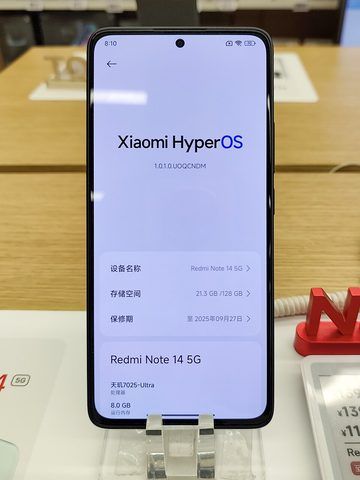 8:10
Xiaomi HyperOS
1.0.1.0.UOQCNDM
设备名称 Redmi Note 14 5G
存储空间 21.3 GB /128 GB
保修期 至 2025年09月27日
Redmi Note 14 5G
天玑7025-Ultra
处理器
8.0 GB
运行内存
4 5G
N